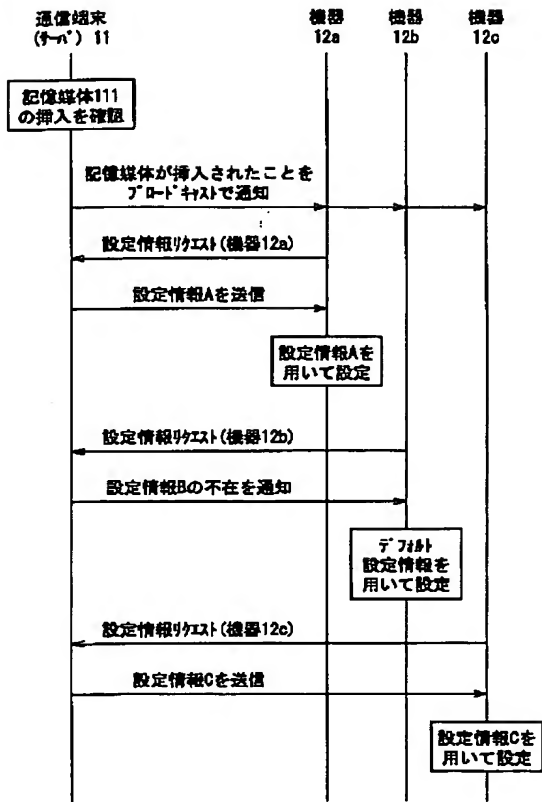 通信端末
(ｻｰﾊﾞ) 11
機器
12a
機器
12b
機器
12c
記憶媒体111
の挿入を確認
記憶媒体が挿入されたことを
ﾌﾞﾛｰﾄﾞｷｬｽﾄで通知
設定情報ﾘｸｴｽﾄ(機器12a)
設定情報Aを送信
設定情報Aを
用いて設定
設定情報ﾘｸｴｽﾄ(機器12b)
設定情報Bの不在を通知
ﾃﾞﾌｫﾙﾄ
設定情報を
用いて設定
設定情報ﾘｸｴｽﾄ(機器12c)
設定情報Cを送信
設定情報Cを
用いて設定